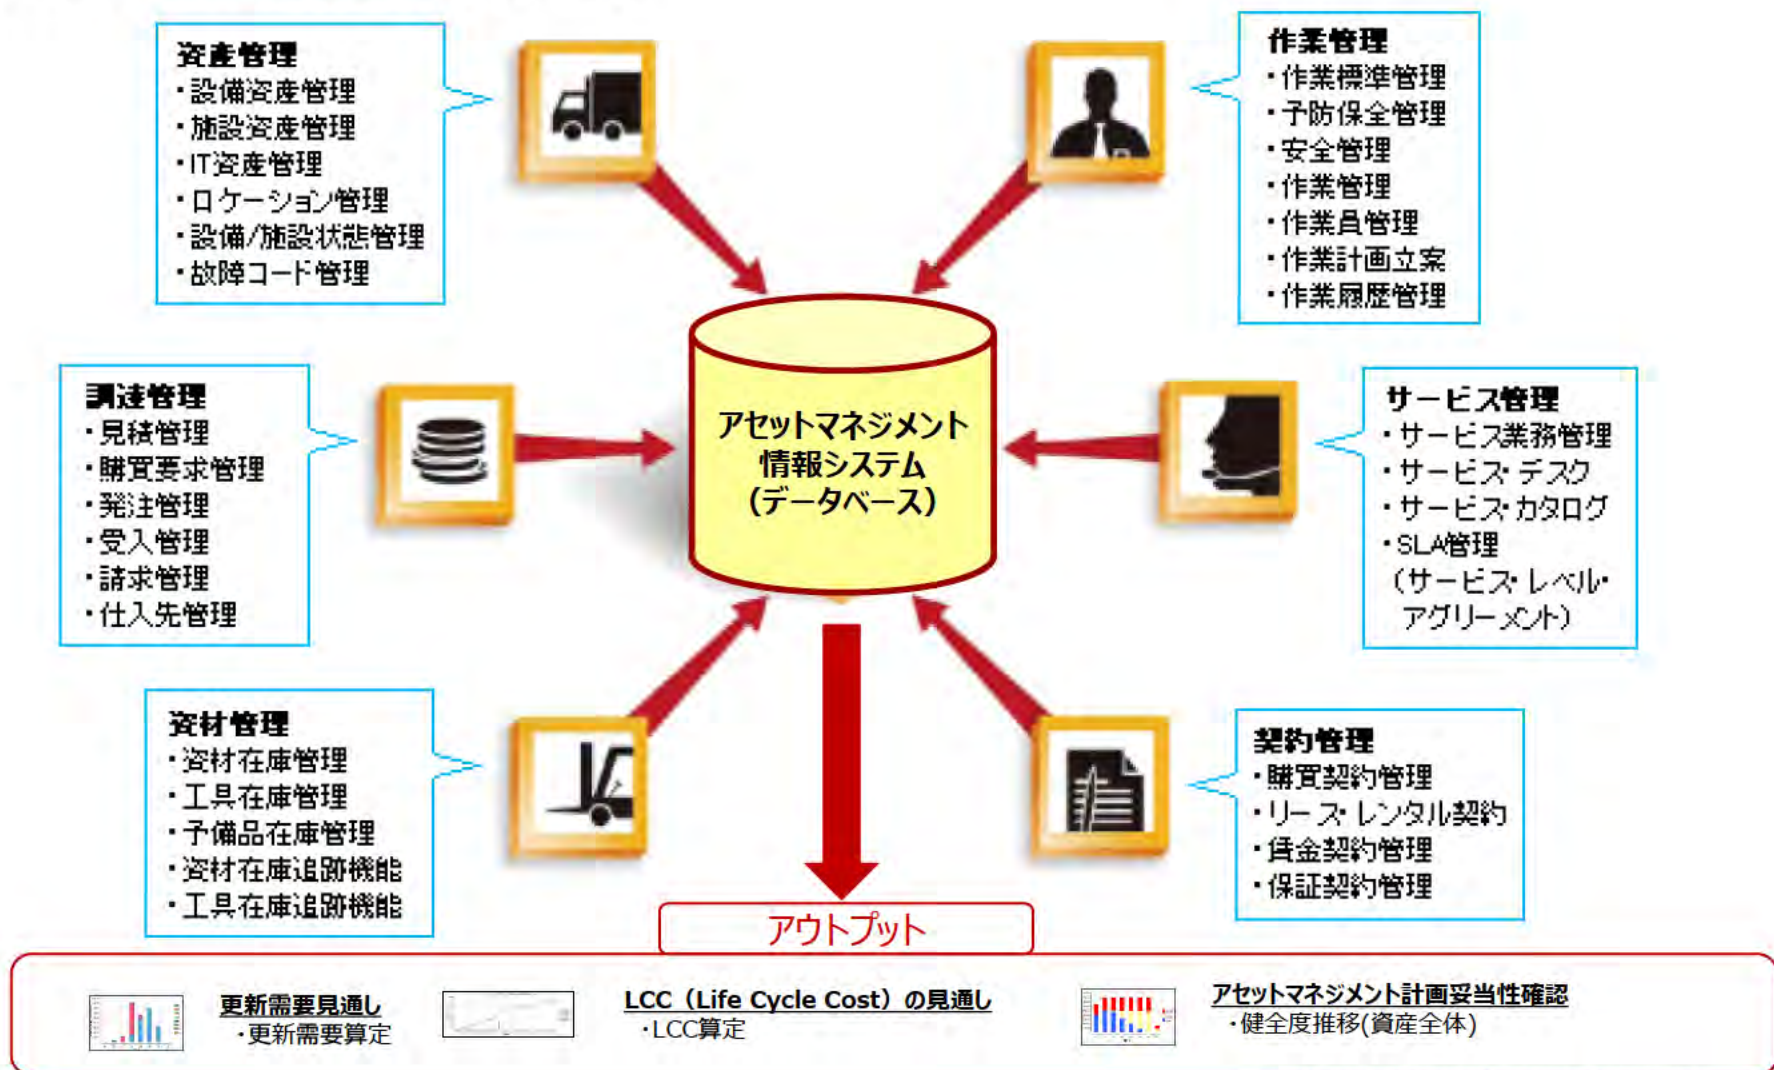 資産管理
・設備資産管理
・施設資産管理
・IT資産管理
・ロケーション管理
・設備/施設状態管理
・故障コード管理
作業管理
・作業標準管理
・予防保全管理
・安全管理
・作業管理
・作業員管理
・作業計画立案
・作業履歴管理
調達管理
・見積管理
・購買要求管理
・発注管理
・受入管理
・請求管理
・仕入先管理
アセットマネジメント
情報システム
(データベース)
サービス管理
・サービス業務管理
・サービス・デスク
・サービス・カタログ
・SLA管理
(サービス・レベル・
アグリーメント)
資材管理
・資材在庫管理
・工具在庫管理
・予備品在庫管理
・資材在庫追跡機能
・工具在庫追跡機能
契約管理
・購買契約管理
・リース・レンタル契約
・賃金契約管理
・保証契約管理
アウトプット
更新需要見通し
・更新需要算定
LCC（Life Cycle Cost）の見通し
・LCC算定
アセットマネジメント計画妥当性確認
・健全度推移(資産全体)